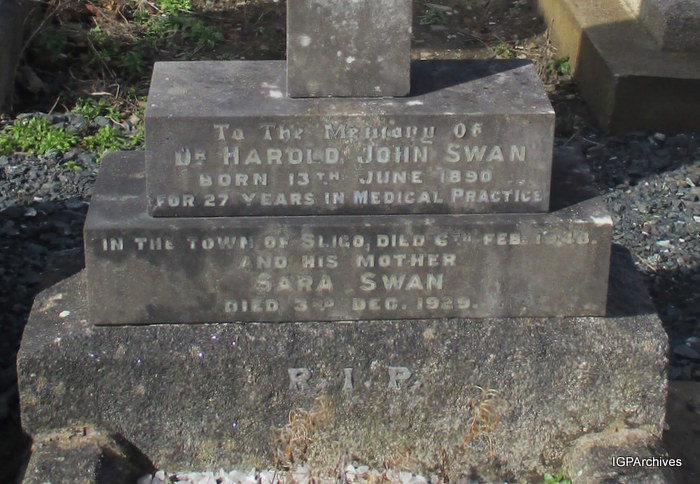 To The Memory Of
Dr HAROLD JOHN SWAN
BORN 13TH JUNE 1890
FOR 27 YEARS IN MEDICAL PRACTICE
IN THE TOWN OF SLIGO, DIED 6TH FEB.
AND HIS MOTHER
SARA SWAN
DIED 3RD DEC. 1929.
R.I.P.
IGPArchives